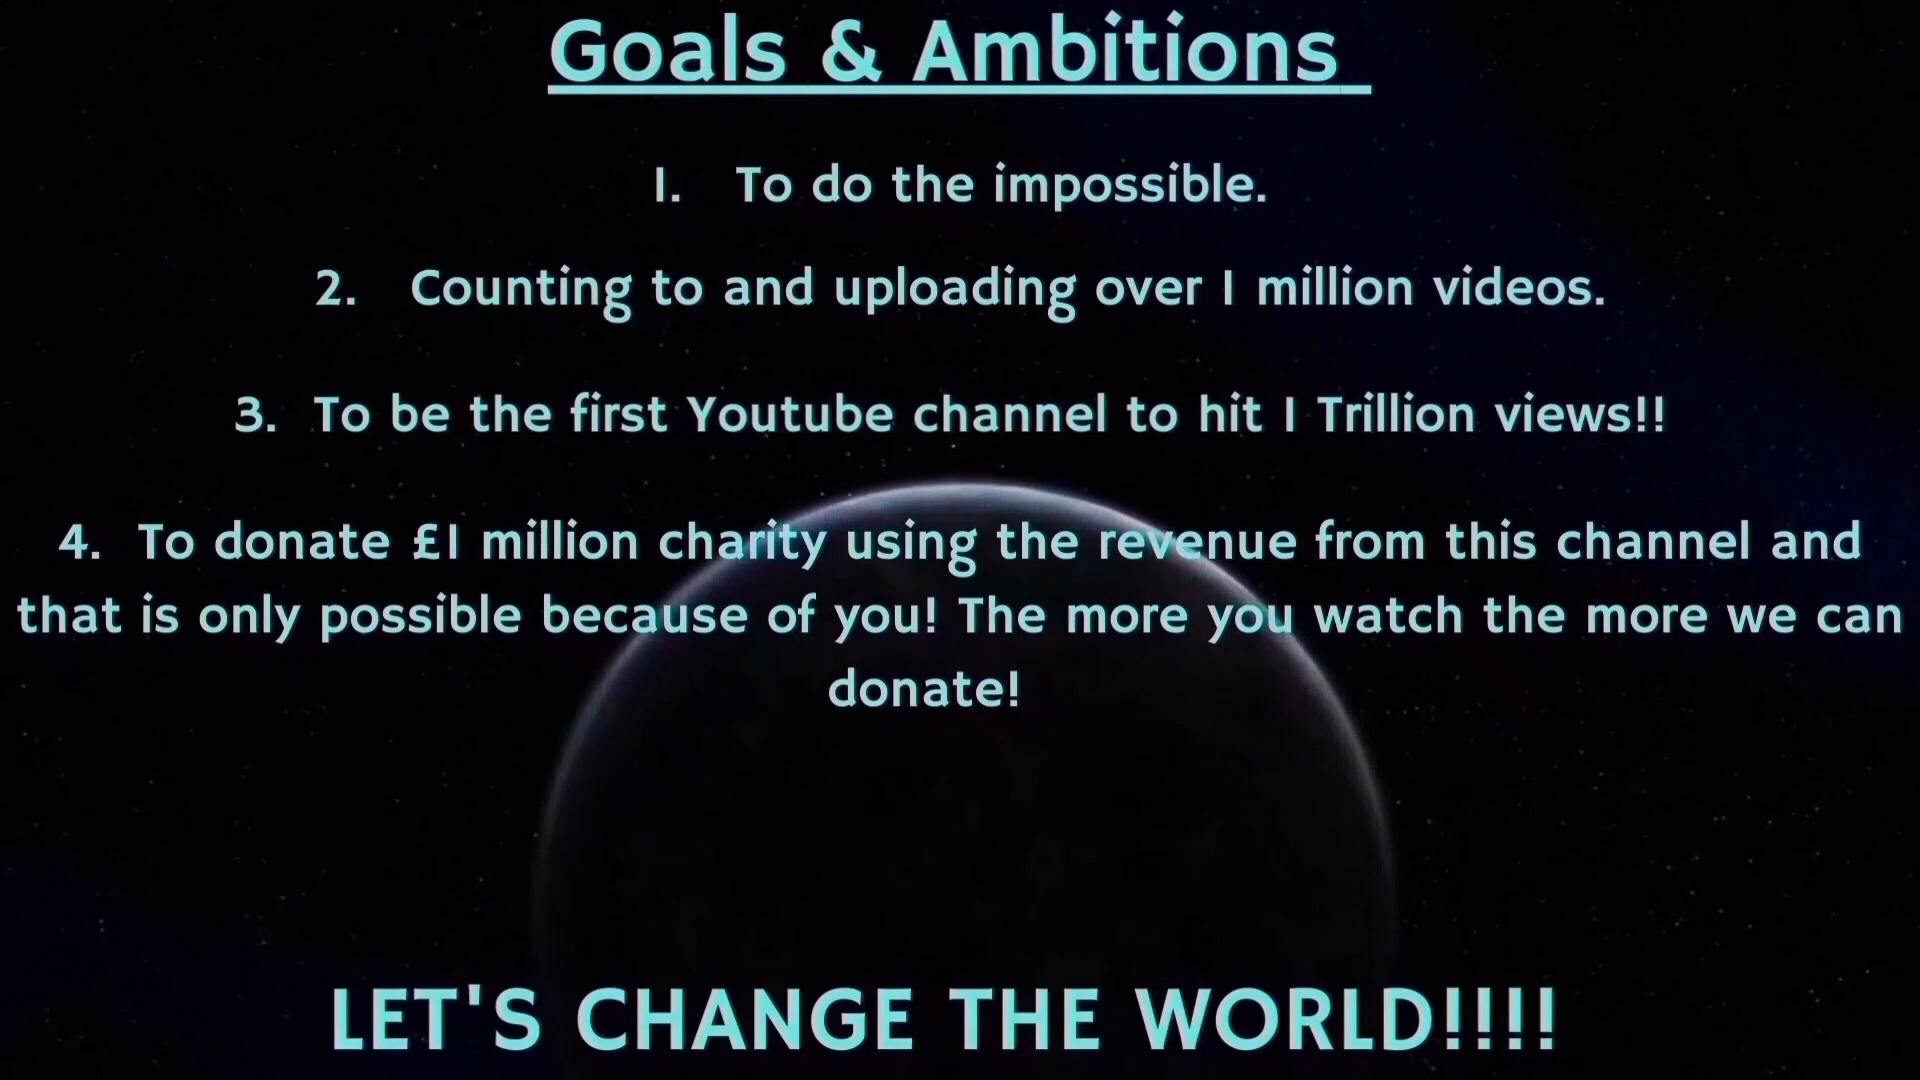 Goals & Ambitions
1. To do the impossible.
2. Counting to and uploading over 1 million videos.
3. To be the first Youtube channel to hit 1 Trillion views!!
4. To donate £1 million charity using the revenue from this channel and
that is only possible because of you! The more you watch the more we can
donate!
LET'S CHANGE THE WORLD!!!!